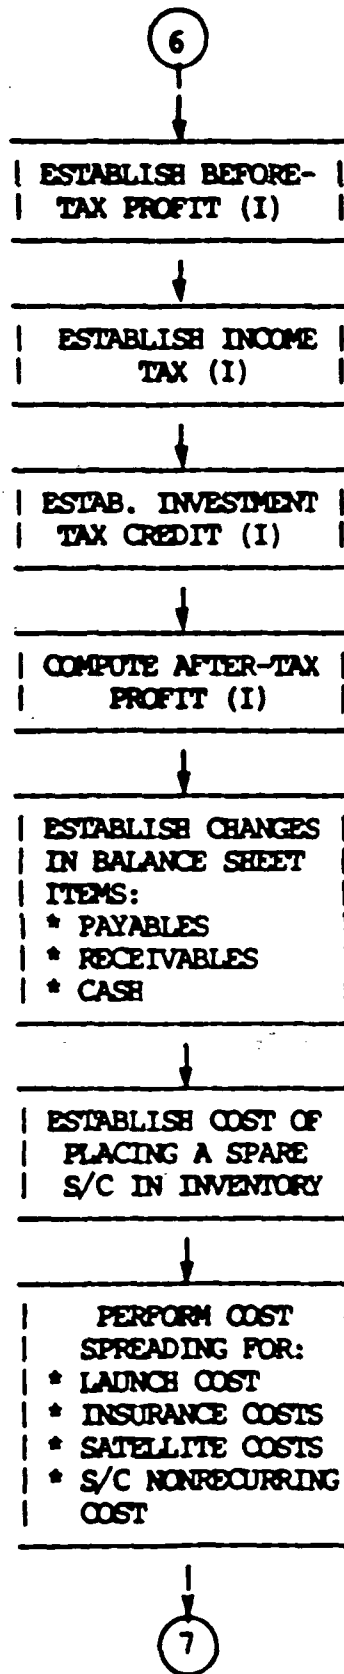 6
ESTABLISH BEFORE-
TAX PROFIT (I)
ESTABLISH INCOME
TAX (I)
ESTAB. INVESTMENT
TAX CREDIT (I)
COMPUTE AFTER-TAX
PROFIT (I)
ESTABLISH CHANGES
IN BALANCE SHEET
ITEMS:
* PAYABLES
* RECEIVABLES
* CASH
ESTABLISH COST OF
PLACING A SPARE
S/C IN INVENTORY
PERFORM COST
SPREADING FOR:
* LAUNCH COST
* INSURANCE COSTS
* SATELLITE COSTS
* S/C NONRECURRING
COST
7